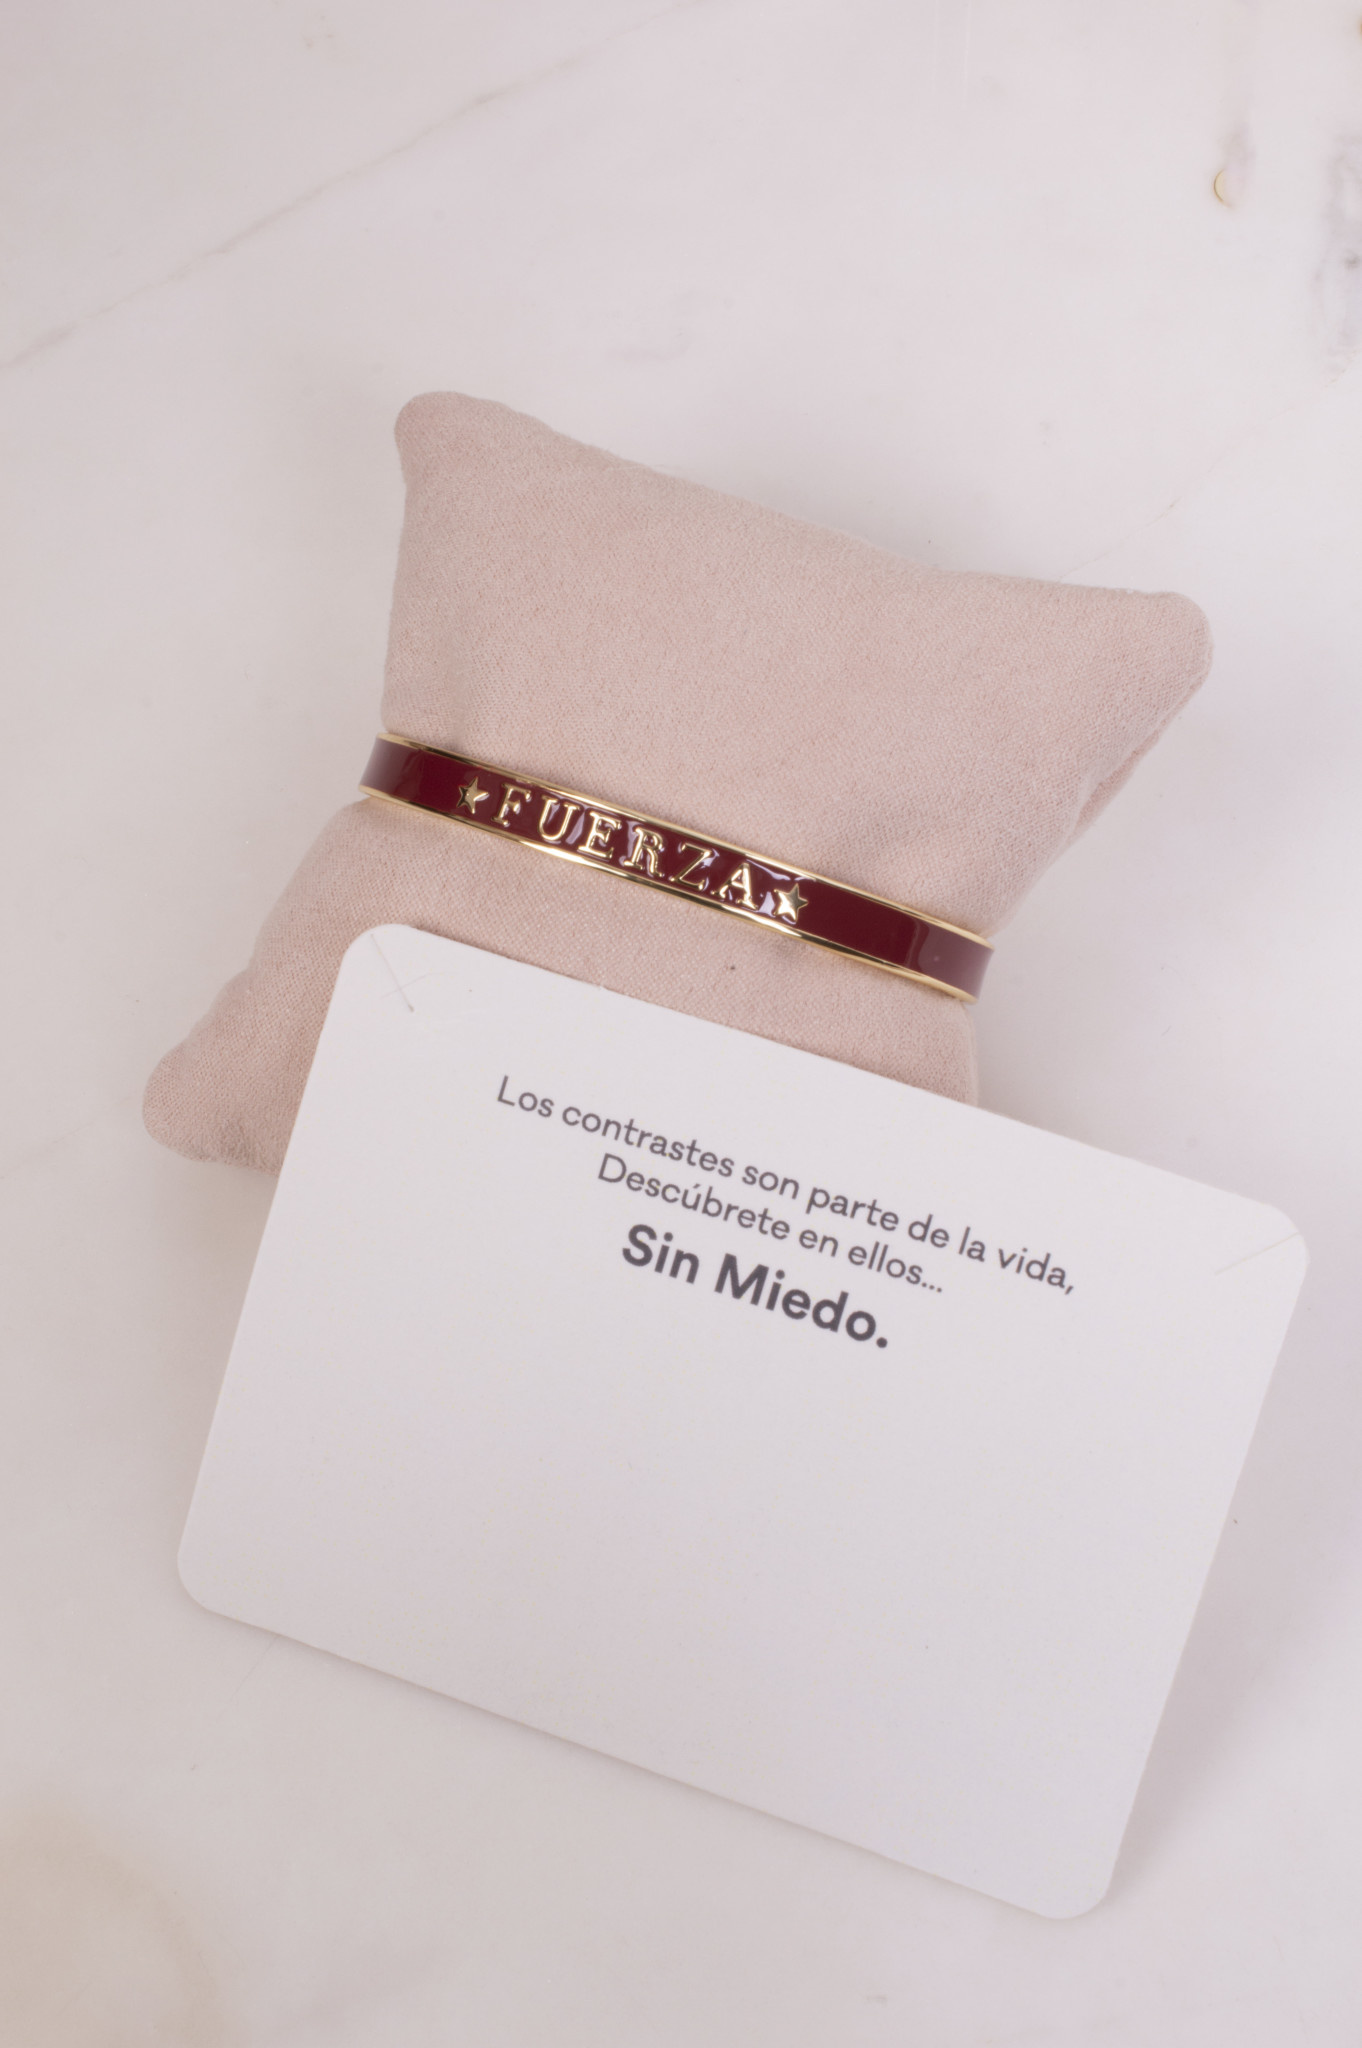 ★FUERZA★
Los contrastes son parte de la vida,
Descúbrete en ellos...
Sin Miedo.